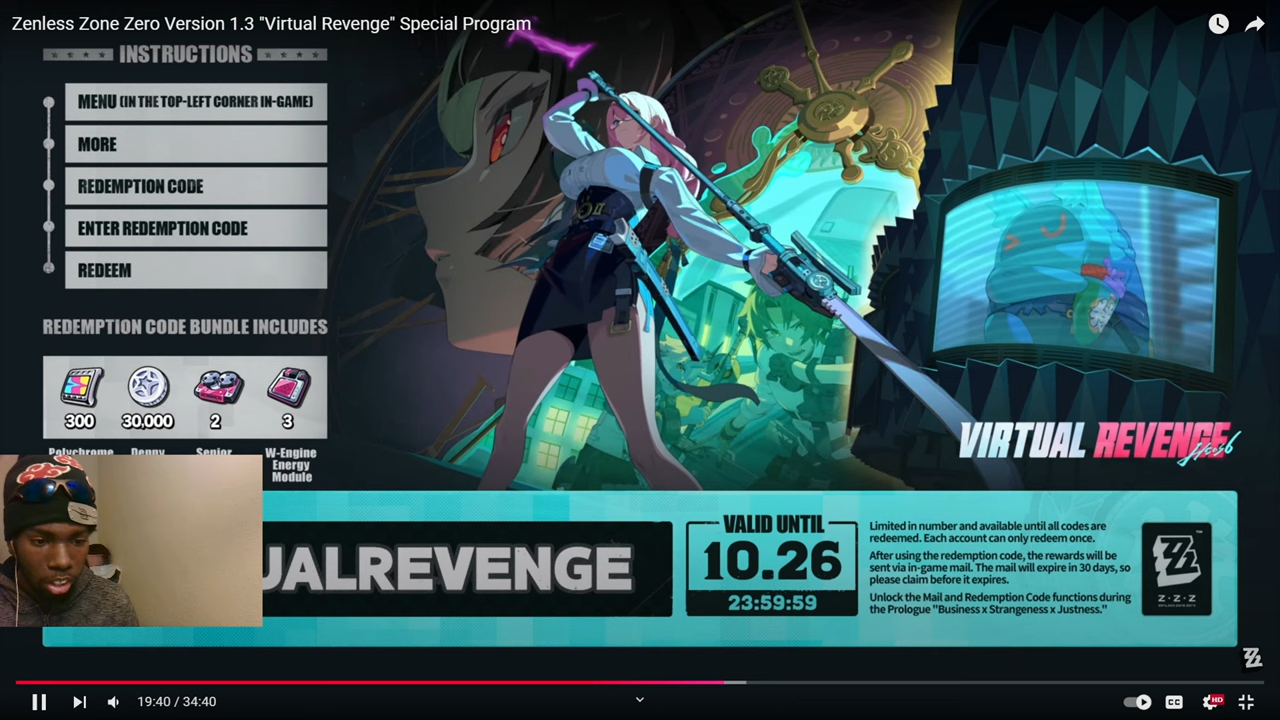 Zenless Zone Zero Version 1.3 "Virtual Revenge" Special Program
INSTRUCTIONS
MENU (IN THE TOP-LEFT CORNER IN-GAME)
MORE
REDEMPTION CODE
ENTER REDEMPTION CODE
REDEEM
REDEMPTION CODE BUNDLE INCLUDES
300 30,000 2 3
Polychrome Denny Senior W-Engine
Energy
Module
VIRTUAL REVENGE
UALREVENGE
VALID UNTIL
10.26
23:59:59
Limited in number and available until all codes are
redeemed. Each account can only redeem once.
After using the redemption code, the rewards will be
sent via in-game mail. The mail will expire in 30 days, so
please claim before it expires.
Unlock the Mail and Redemption Code functions during
the Prologue "Business x Strangeness x Justness."
Z·Z·Z
19:40 / 34:40
CC
HD